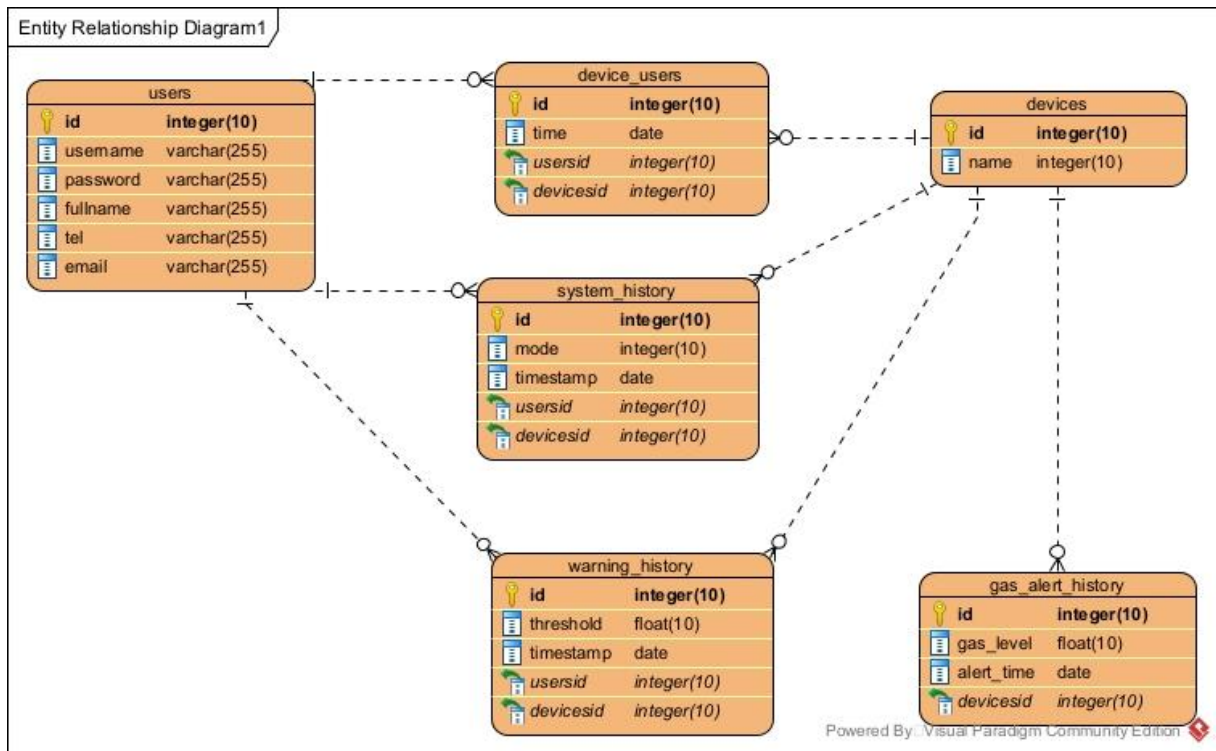 Entity Relationship Diagram1
users
id integer(10)
username varchar(255)
password varchar(255)
fullname varchar(255)
tel varchar(255)
email varchar(255)
device_users
id integer(10)
time date
usersid integer(10)
devicesid integer(10)
devices
id integer(10)
name integer(10)
system_history
id integer(10)
mode integer(10)
timestamp date
usersid integer(10)
devicesid integer(10)
warning_history
id integer(10)
threshold float(10)
timestamp date
usersid integer(10)
devicesid integer(10)
gas_alert_history
id integer(10)
gas_level float(10)
alert_time date
devicesid integer(10)
Powered By Visual Paradigm Community Edition